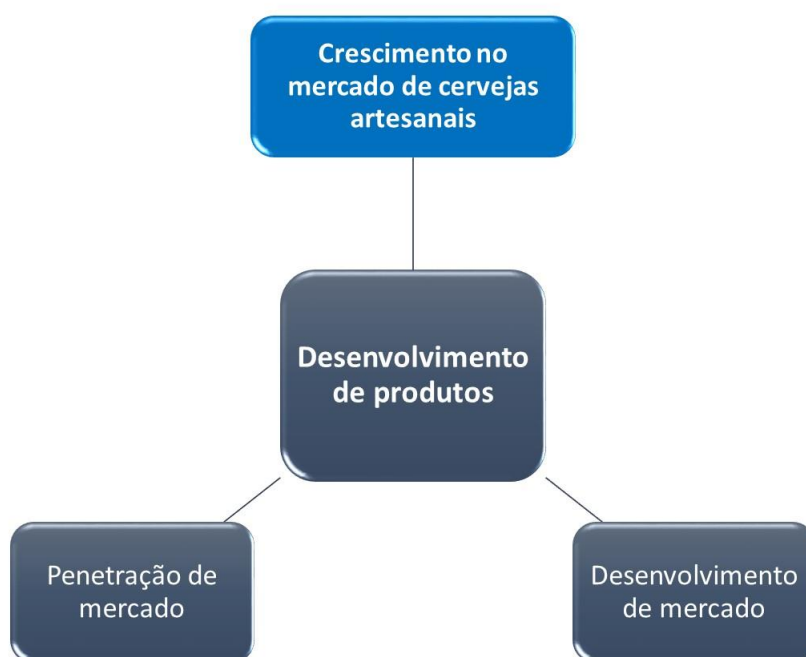 Crescimento no
mercado de cervejas
artesanais
Desenvolvimento
de produtos
Penetração de
mercado
Desenvolvimento
de mercado